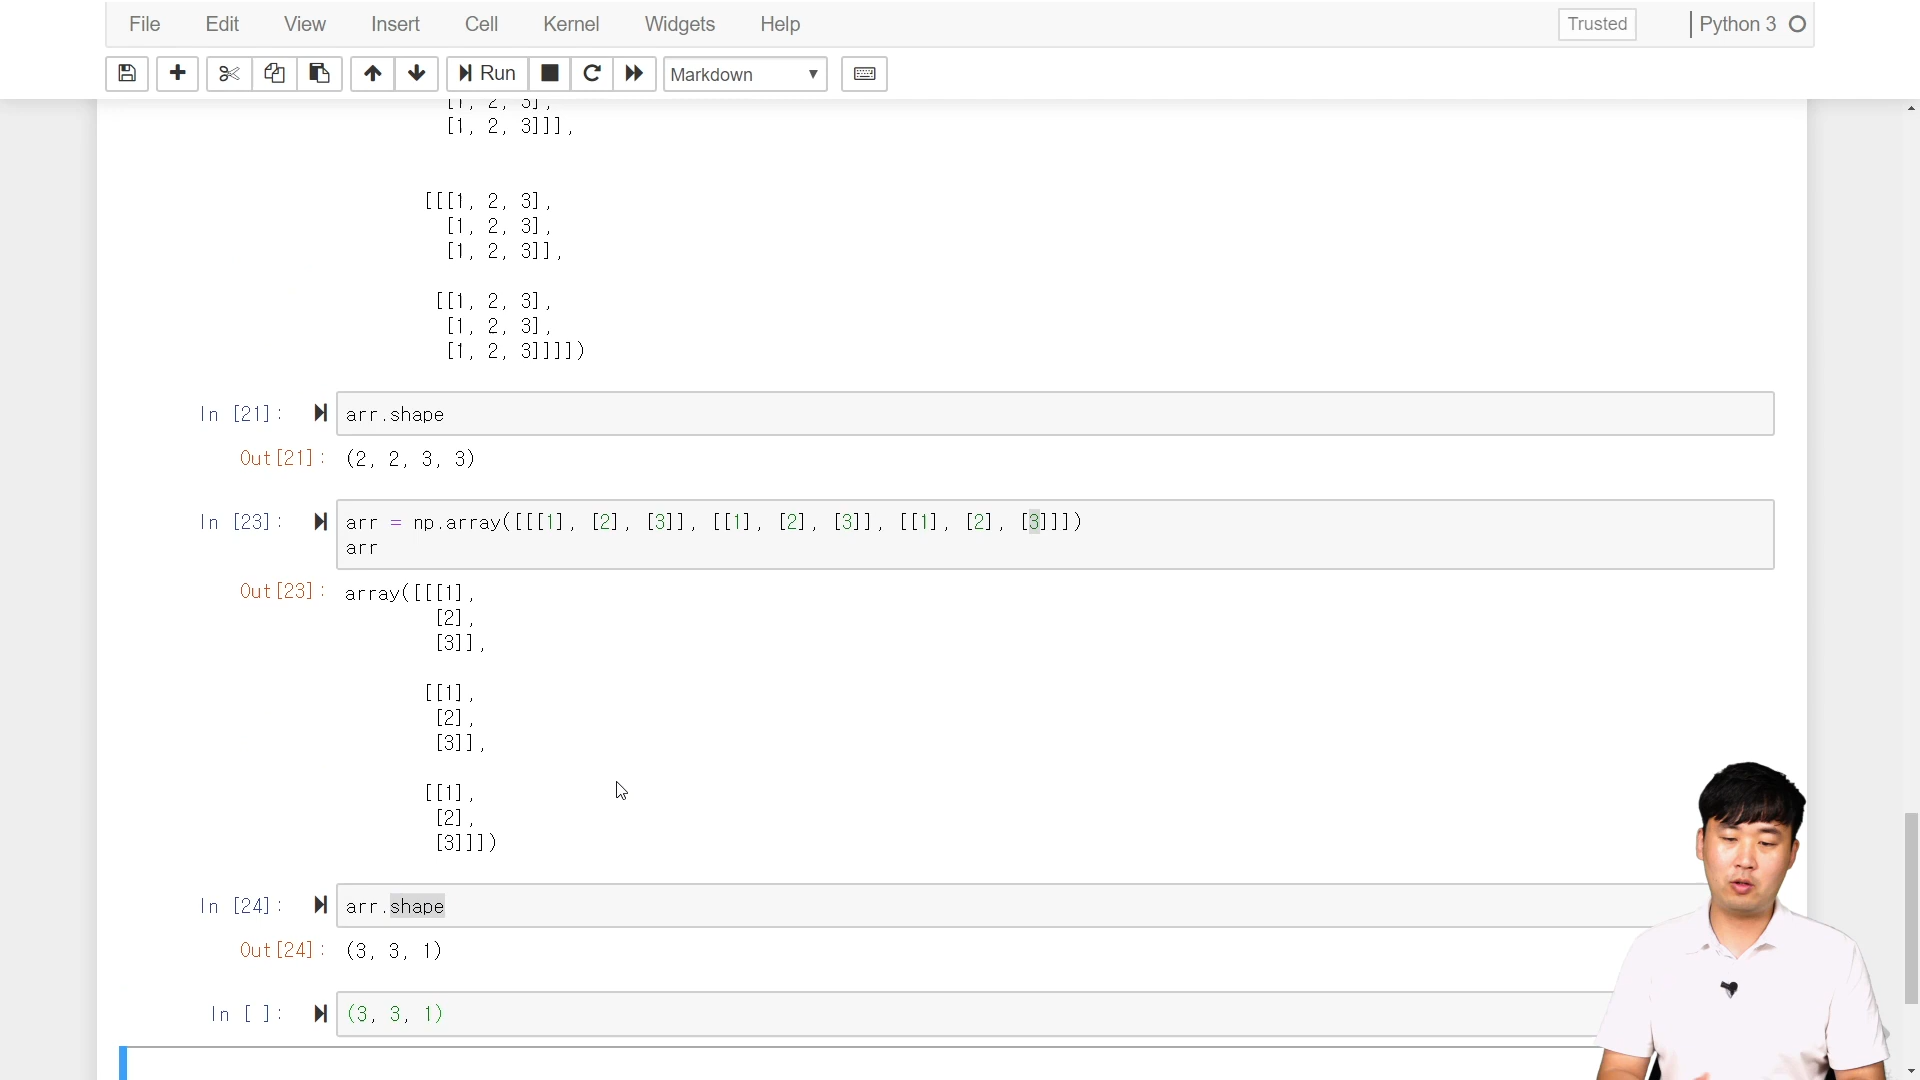 File Edit View Insert Cell Kernel Widgets Help Trusted Python 3
Run Markdown
[1, 2, 3],
[1, 2, 3]]],
[[[1, 2, 3],
[1, 2, 3],
[1, 2, 3]],
[[1, 2, 3],
[1, 2, 3],
[1, 2, 3]]]])
In [21]: arr.shape
Out[21]: (2, 2, 3, 3)
In [23]: arr = np.array([[[1], [2], [3]], [[1], [2], [3]], [[1], [2], [3]]])
arr
Out[23]: array([[[1],
[2],
[3]],
[[1],
[2],
[3]],
[[1],
[2],
[3]]])
In [24]: arr.shape
Out[24]: (3, 3, 1)
In [ ]: (3, 3, 1)